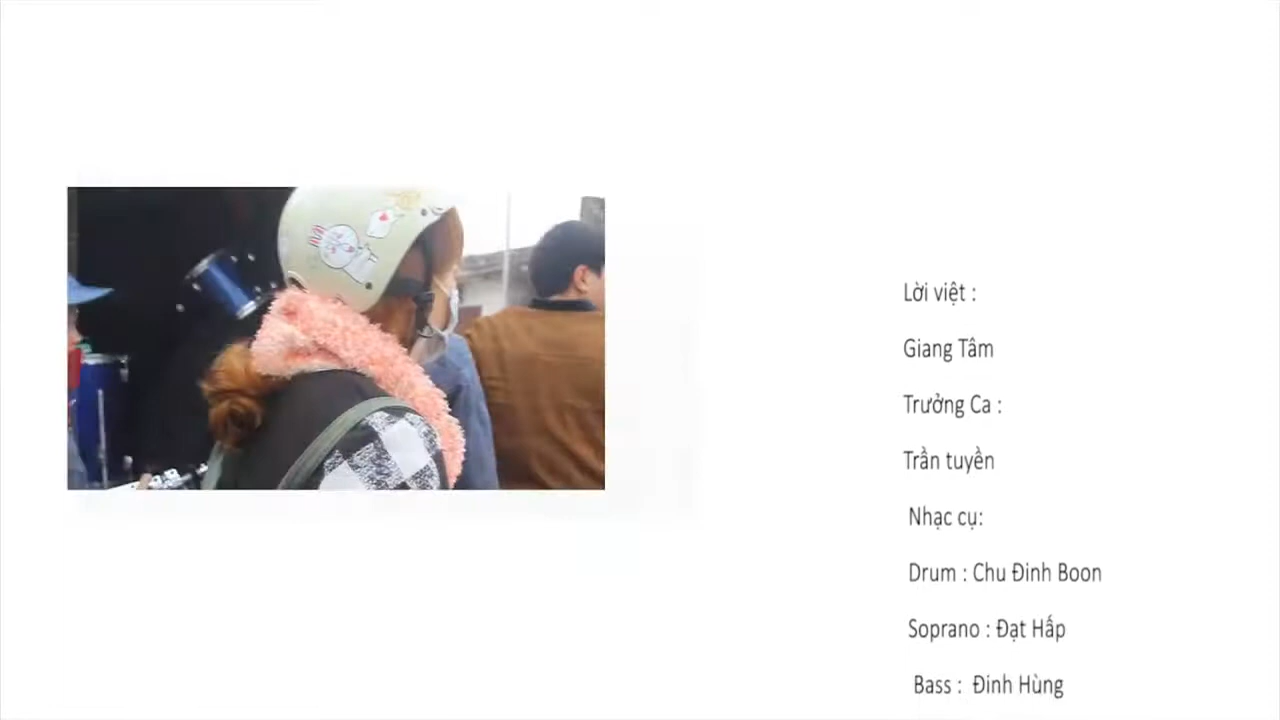 Lời việt :
Giang Tâm
Trưởng Ca :
Trần tuyền
Nhạc cụ:
Drum : Chu Đinh Boon
Soprano : Đạt Hấp
Bass : Đinh Hùng